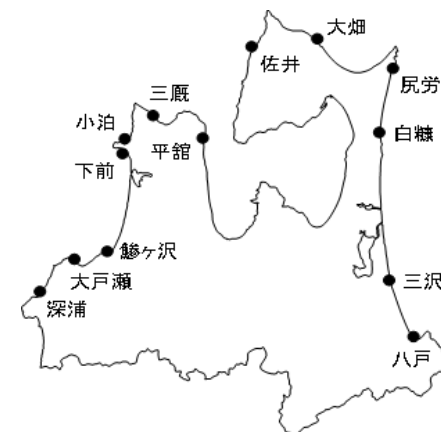 大畑
佐井
尻労
三厩
小泊
平舘
白糠
下前
鰺ヶ沢
大戸瀬
深浦
三沢
八戸